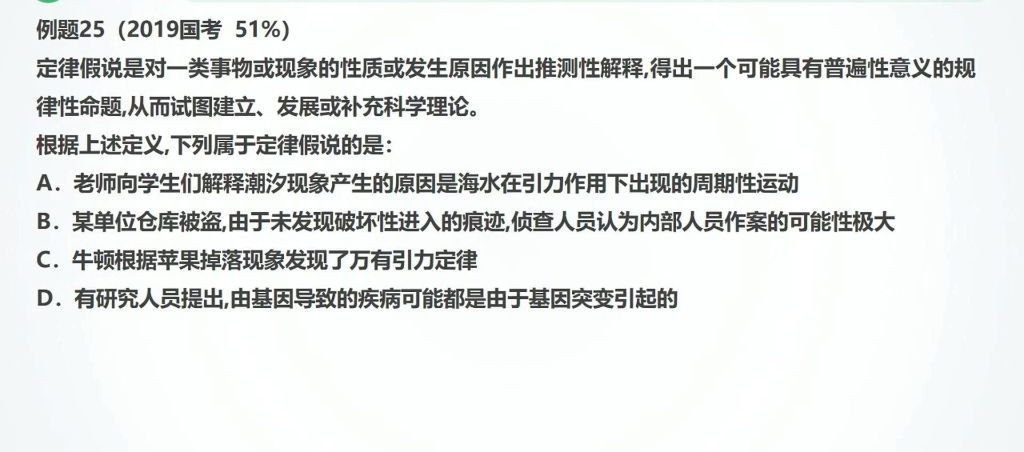 例题25（2019国考 51%）
定律假说是对一类事物或现象的性质或发生原因作出推测性解释,得出一个可能具有普遍性意义的规
律性命题,从而试图建立、发展或补充科学理论。
根据上述定义,下列属于定律假说的是：
A．老师向学生们解释潮汐现象产生的原因是海水在引力作用下出现的周期性运动
B．某单位仓库被盗,由于未发现破坏性进入的痕迹,侦查人员认为内部人员作案的可能性极大
C．牛顿根据苹果掉落现象发现了万有引力定律
D．有研究人员提出,由基因导致的疾病可能都是由于基因突变引起的